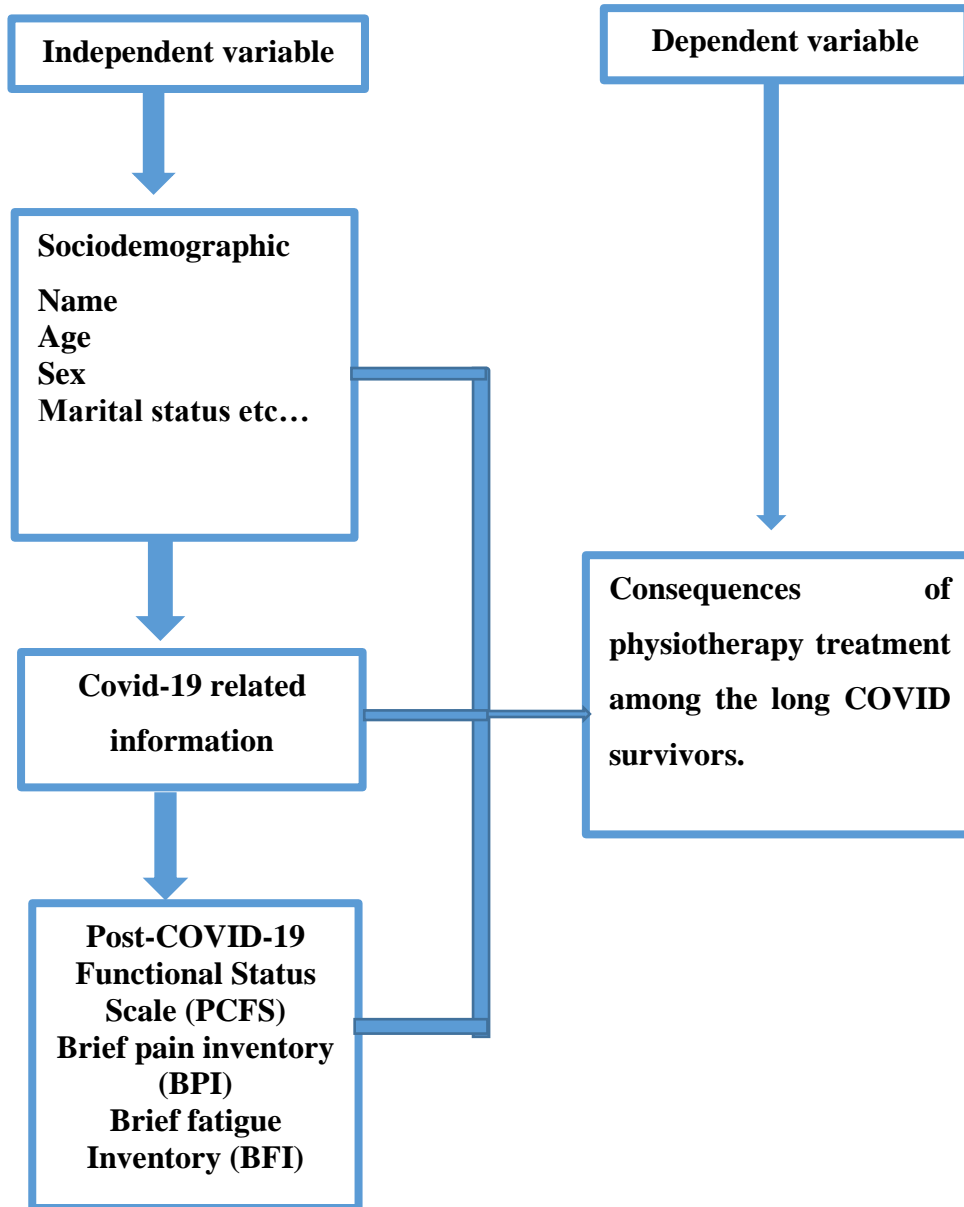 Independent variable
Dependent variable
Sociodemographic
Name
Age
Sex
Marital status etc…
Covid-19 related
information
Post-COVID-19
Functional Status
Scale (PCFS)
Brief pain inventory
(BPI)
Brief fatigue
Inventory (BFI)
Consequences of
physiotherapy treatment
among the long COVID
survivors.